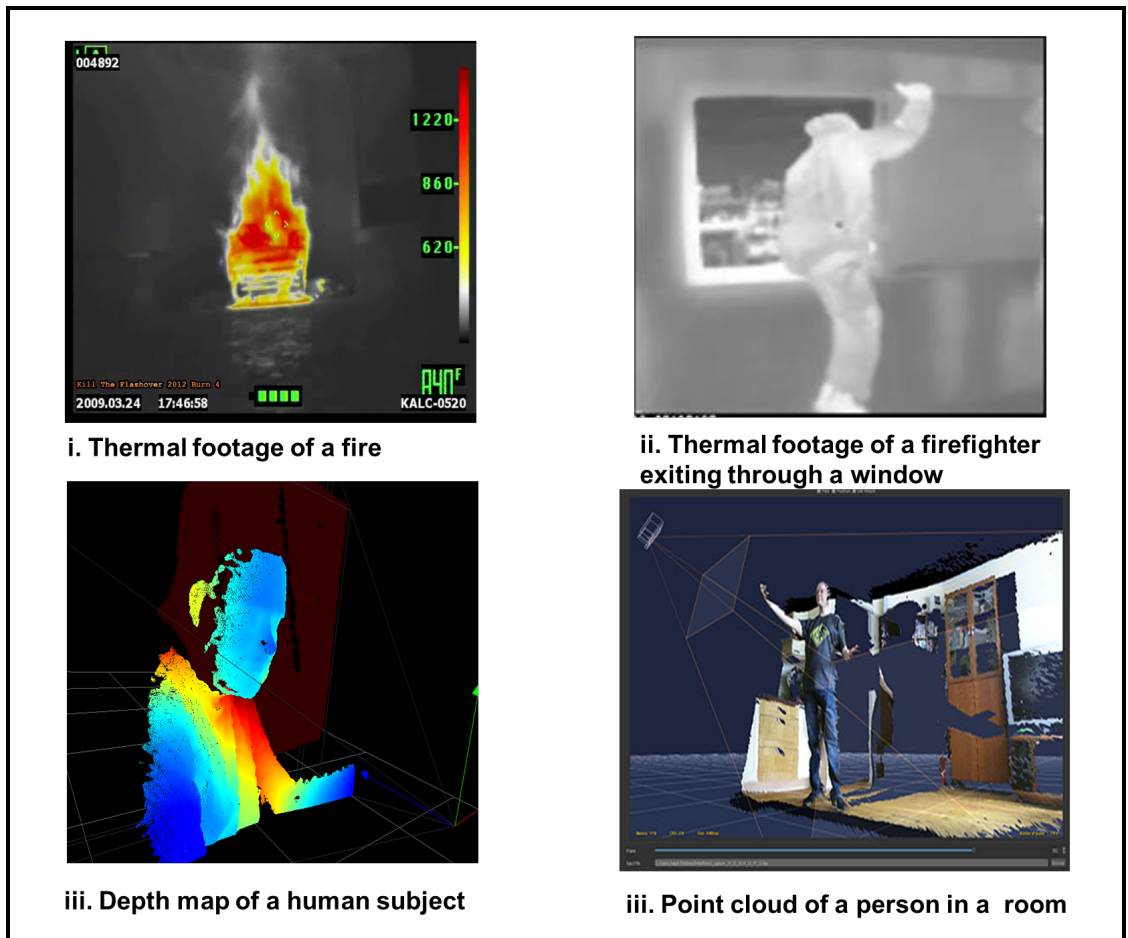 004892
1220-
860-
620-
Kill The Flashover 2012 Burn 4
2009.03.24 17:46:58
KALC-0520
i. Thermal footage of a fire
ii. Thermal footage of a firefighter
exiting through a window
iii. Depth map of a human subject
iii. Point cloud of a person in a room